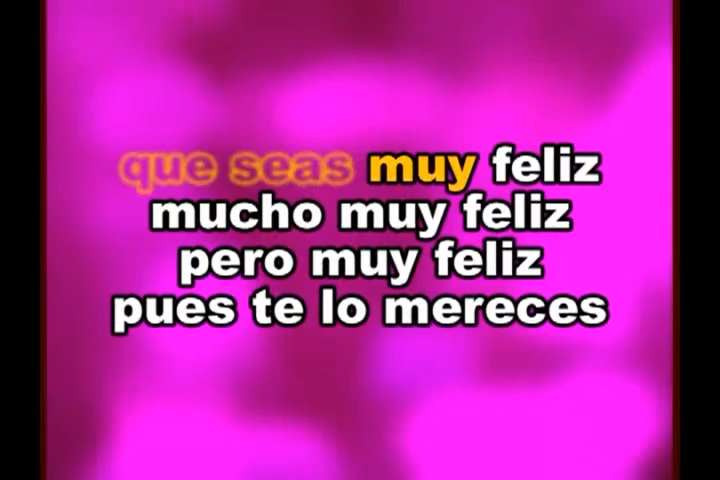 que seas muy feliz
mucho muy feliz
pero muy feliz
pues te lo mereces